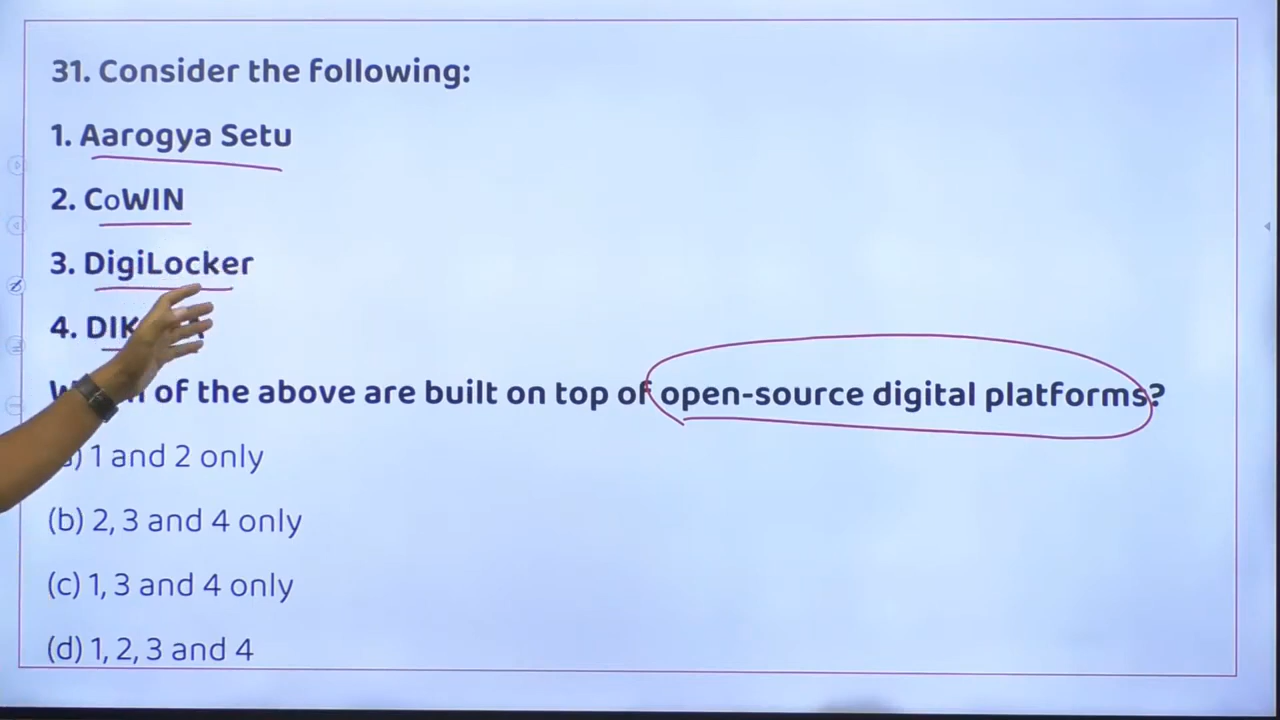 31. Consider the following:
1. Aarogya Setu
2. CoWIN
3. DigiLocker
4.
of the above are built on top of open-source digital platforms?
1 and 2 only
(b) 2, 3 and 4 only
(c) 1, 3 and 4 only
(d) 1, 2, 3 and 4